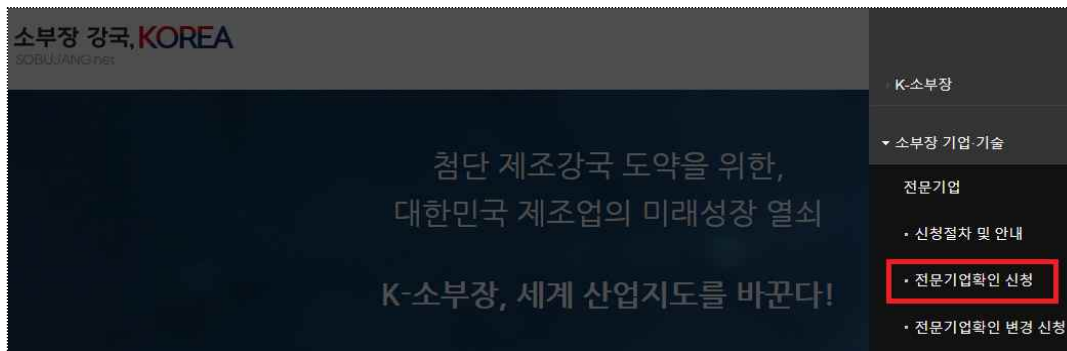 소부장 강국, KOREA
SOBUJANG net
K-소부장
소부장 기업·기술
첨단 제조강국 도약을 위한,
대한민국 제조업의 미래성장 열쇠
K-소부장, 세계 산업지도를 바꾼다!
전문기업
• 신청절차 및 안내
• 전문기업확인 신청
• 전문기업확인 변경 신청